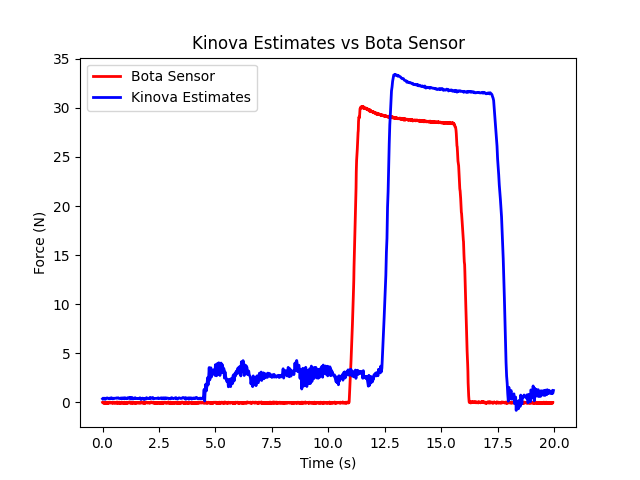 Kinova Estimates vs Bota Sensor
Bota Sensor
Kinova Estimates
Force (N)
35
30
25
20
15
10
5
0
0.0 2.5 5.0 7.5 10.0 12.5 15.0 17.5 20.0
Time (s)